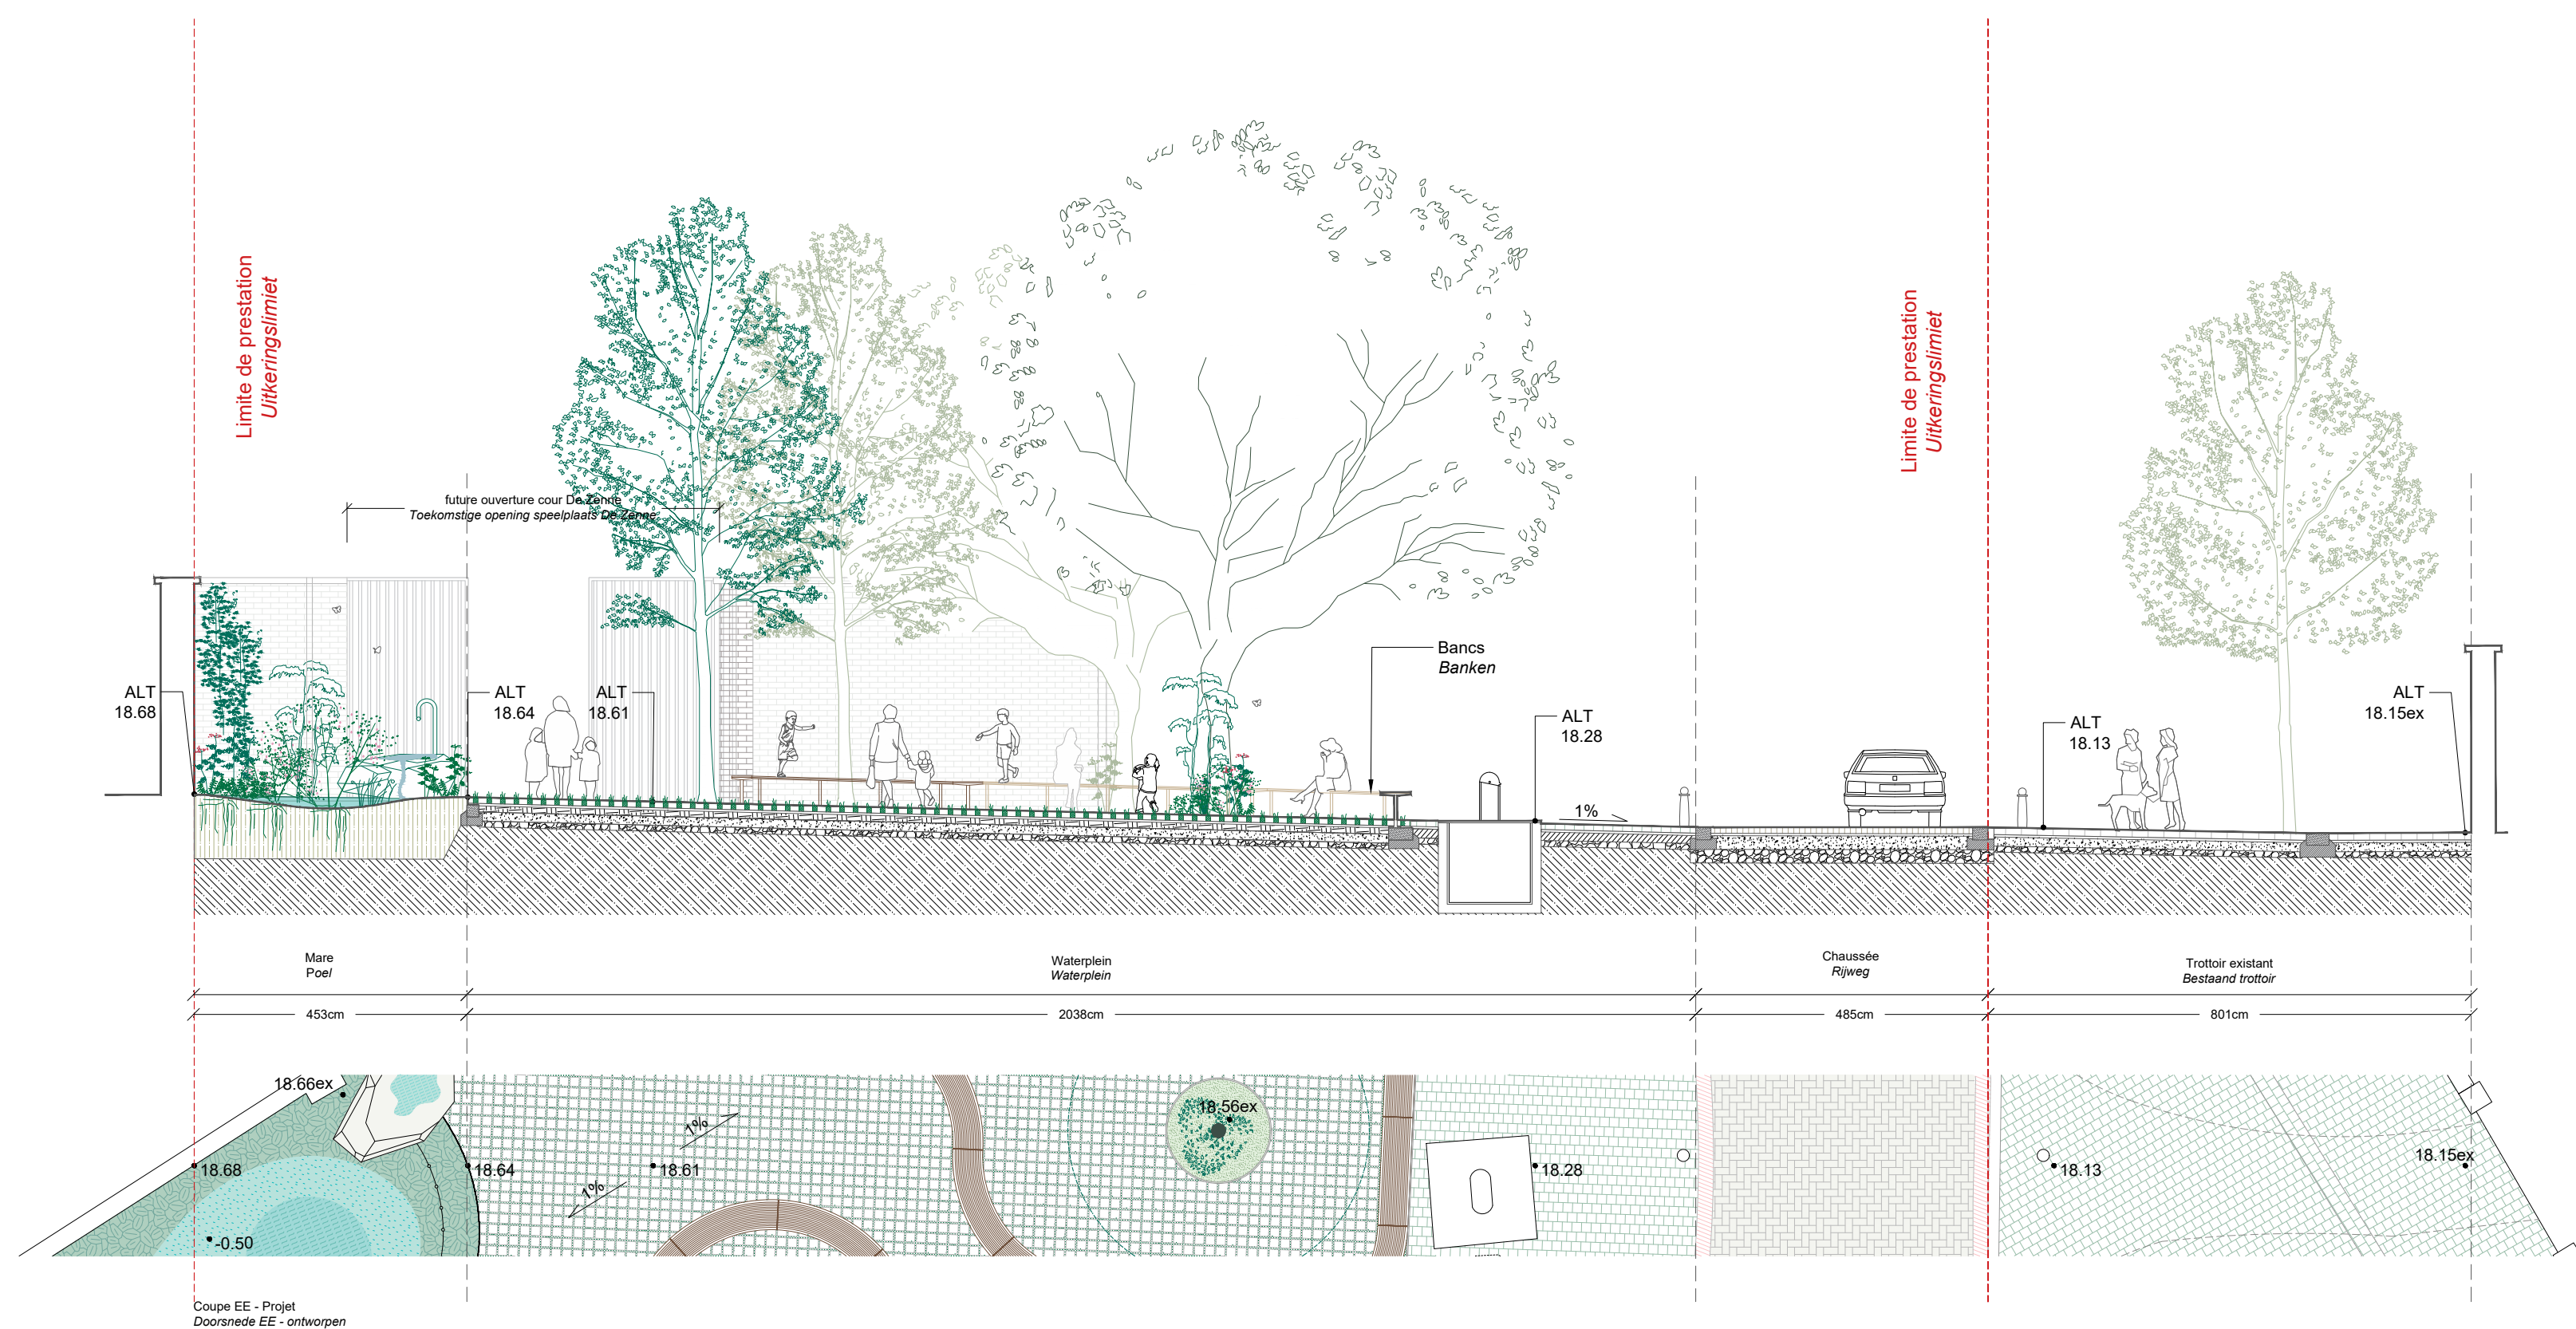 Limite de prestation
Uitkeringslimiet
Limite de prestation
Uitkeringslimiet
future ouverture cour De Zenne
Toekomstige opening speelplaats De Zenne
Bancs
Banken
ALT
18.68
ALT
18.64
ALT
18.61
ALT
18.28
1%
ALT
18.13
ALT
18.15ex
Mare
Poel
Waterplein
Waterplein
Chaussée
Rijweg
Trottoir existant
Bestaand trottoir
453cm
2038cm
485cm
801cm
18.66ex
18.68
-0.50
18.64
1%
1%
18.61
18.56ex
18.28
18.13
18.15ex
Coupe EE - Projet
Doorsnede EE - ontworpen